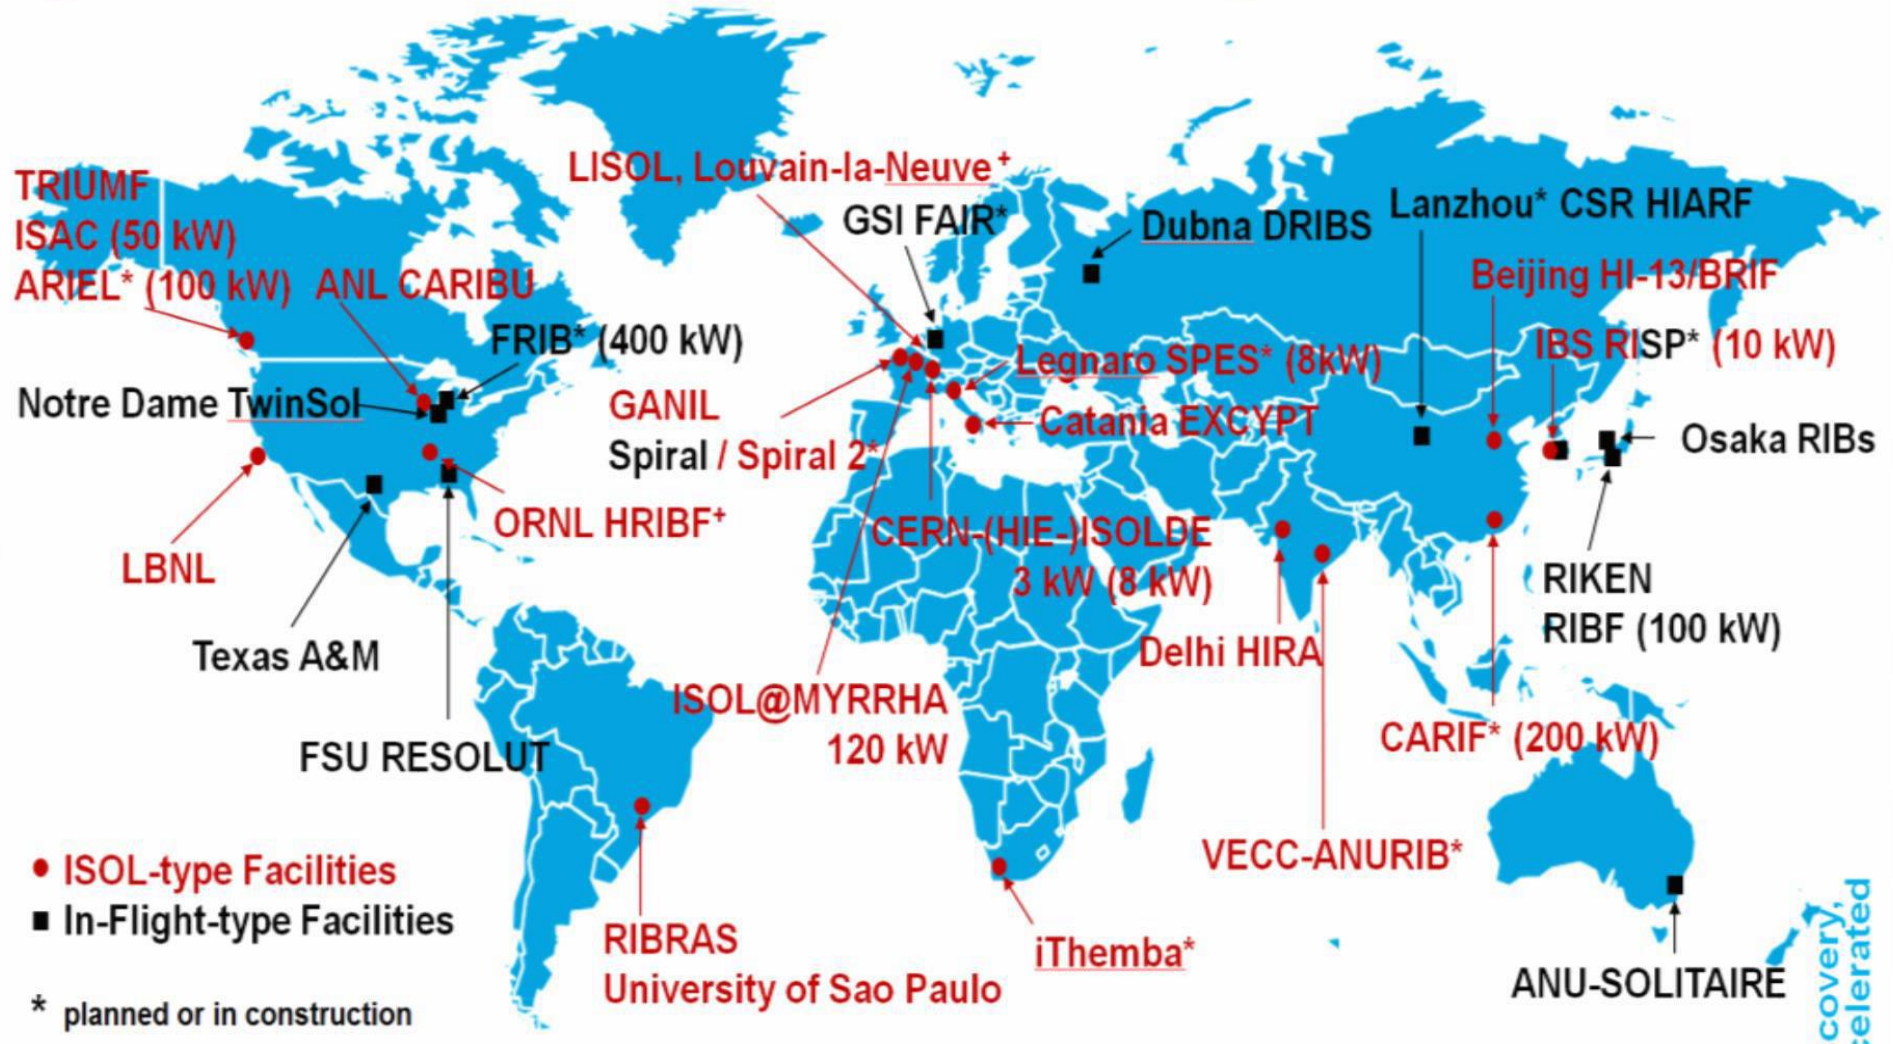 TRIUMF
ISAC (50 kW)
ARIEL* (100 kW)
ANL CARIBU
FRIB* (400 kW)
Notre Dame TwinSol
LBNL
Texas A&M
ORNL HRIBF+
FSU RESOLUT
LISOL, Louvain-la-Neuve+
GSI FAIR*
Dubna DRIBS
Lanzhou* CSR HIARF
Beijing HI-13/BRIF
IBS RISP* (10 kW)
Legnaro SPES* (8kW)
GANIL
Spiral / Spiral 2*
Catania EXCYPT
Osaka RIBs
CERN-(HIE-)ISOLDE
3 kW (8 kW)
RIKEN
RIBF (100 kW)
Delhi HIRA
ISOL@MYRRHA
120 kW
CARIF* (200 kW)
VECC-ANURIB*
RIBRAS
University of Sao Paulo
iThemba*
ANU-SOLITAIRE
ISOL-type Facilities
In-Flight-type Facilities
* planned or in construction
covery,
celerated